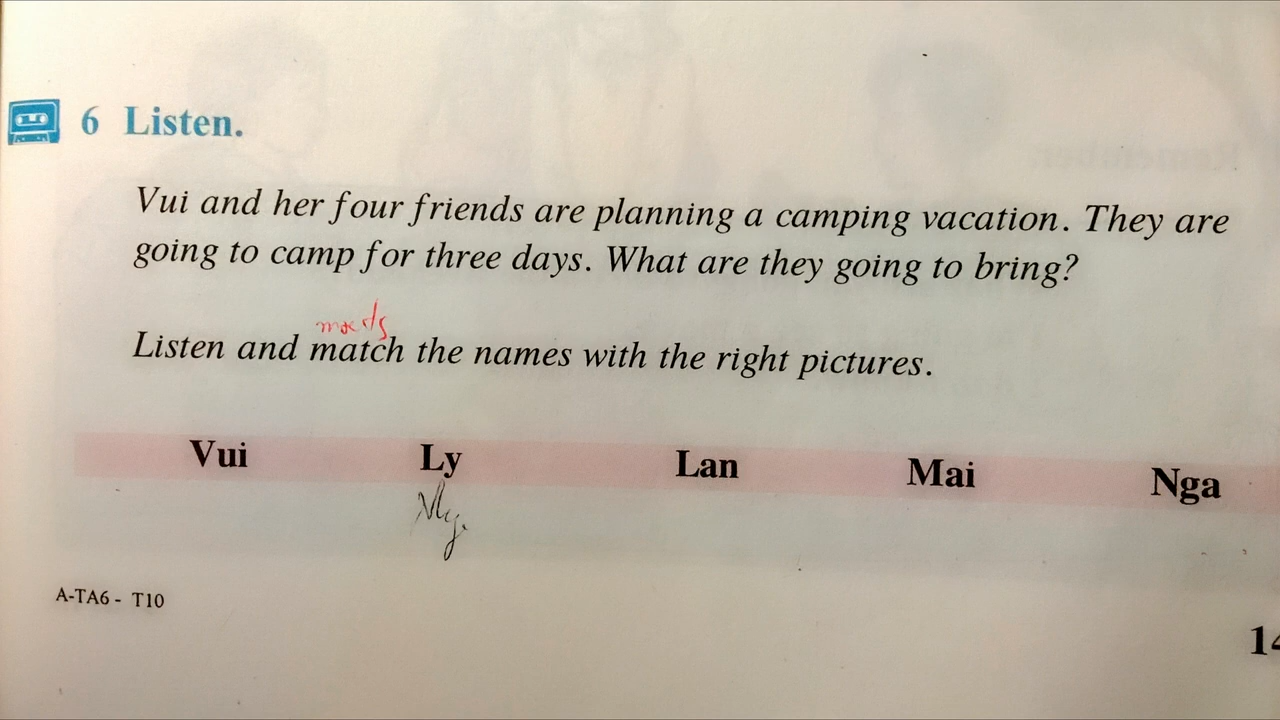 6 Listen.
Vui and her four friends are planning a camping vacation. They are
going to camp for three days. What are they going to bring?
Listen and match the names with the right pictures.
Vui Ly Lan Mai Nga
A-TA6 - T10